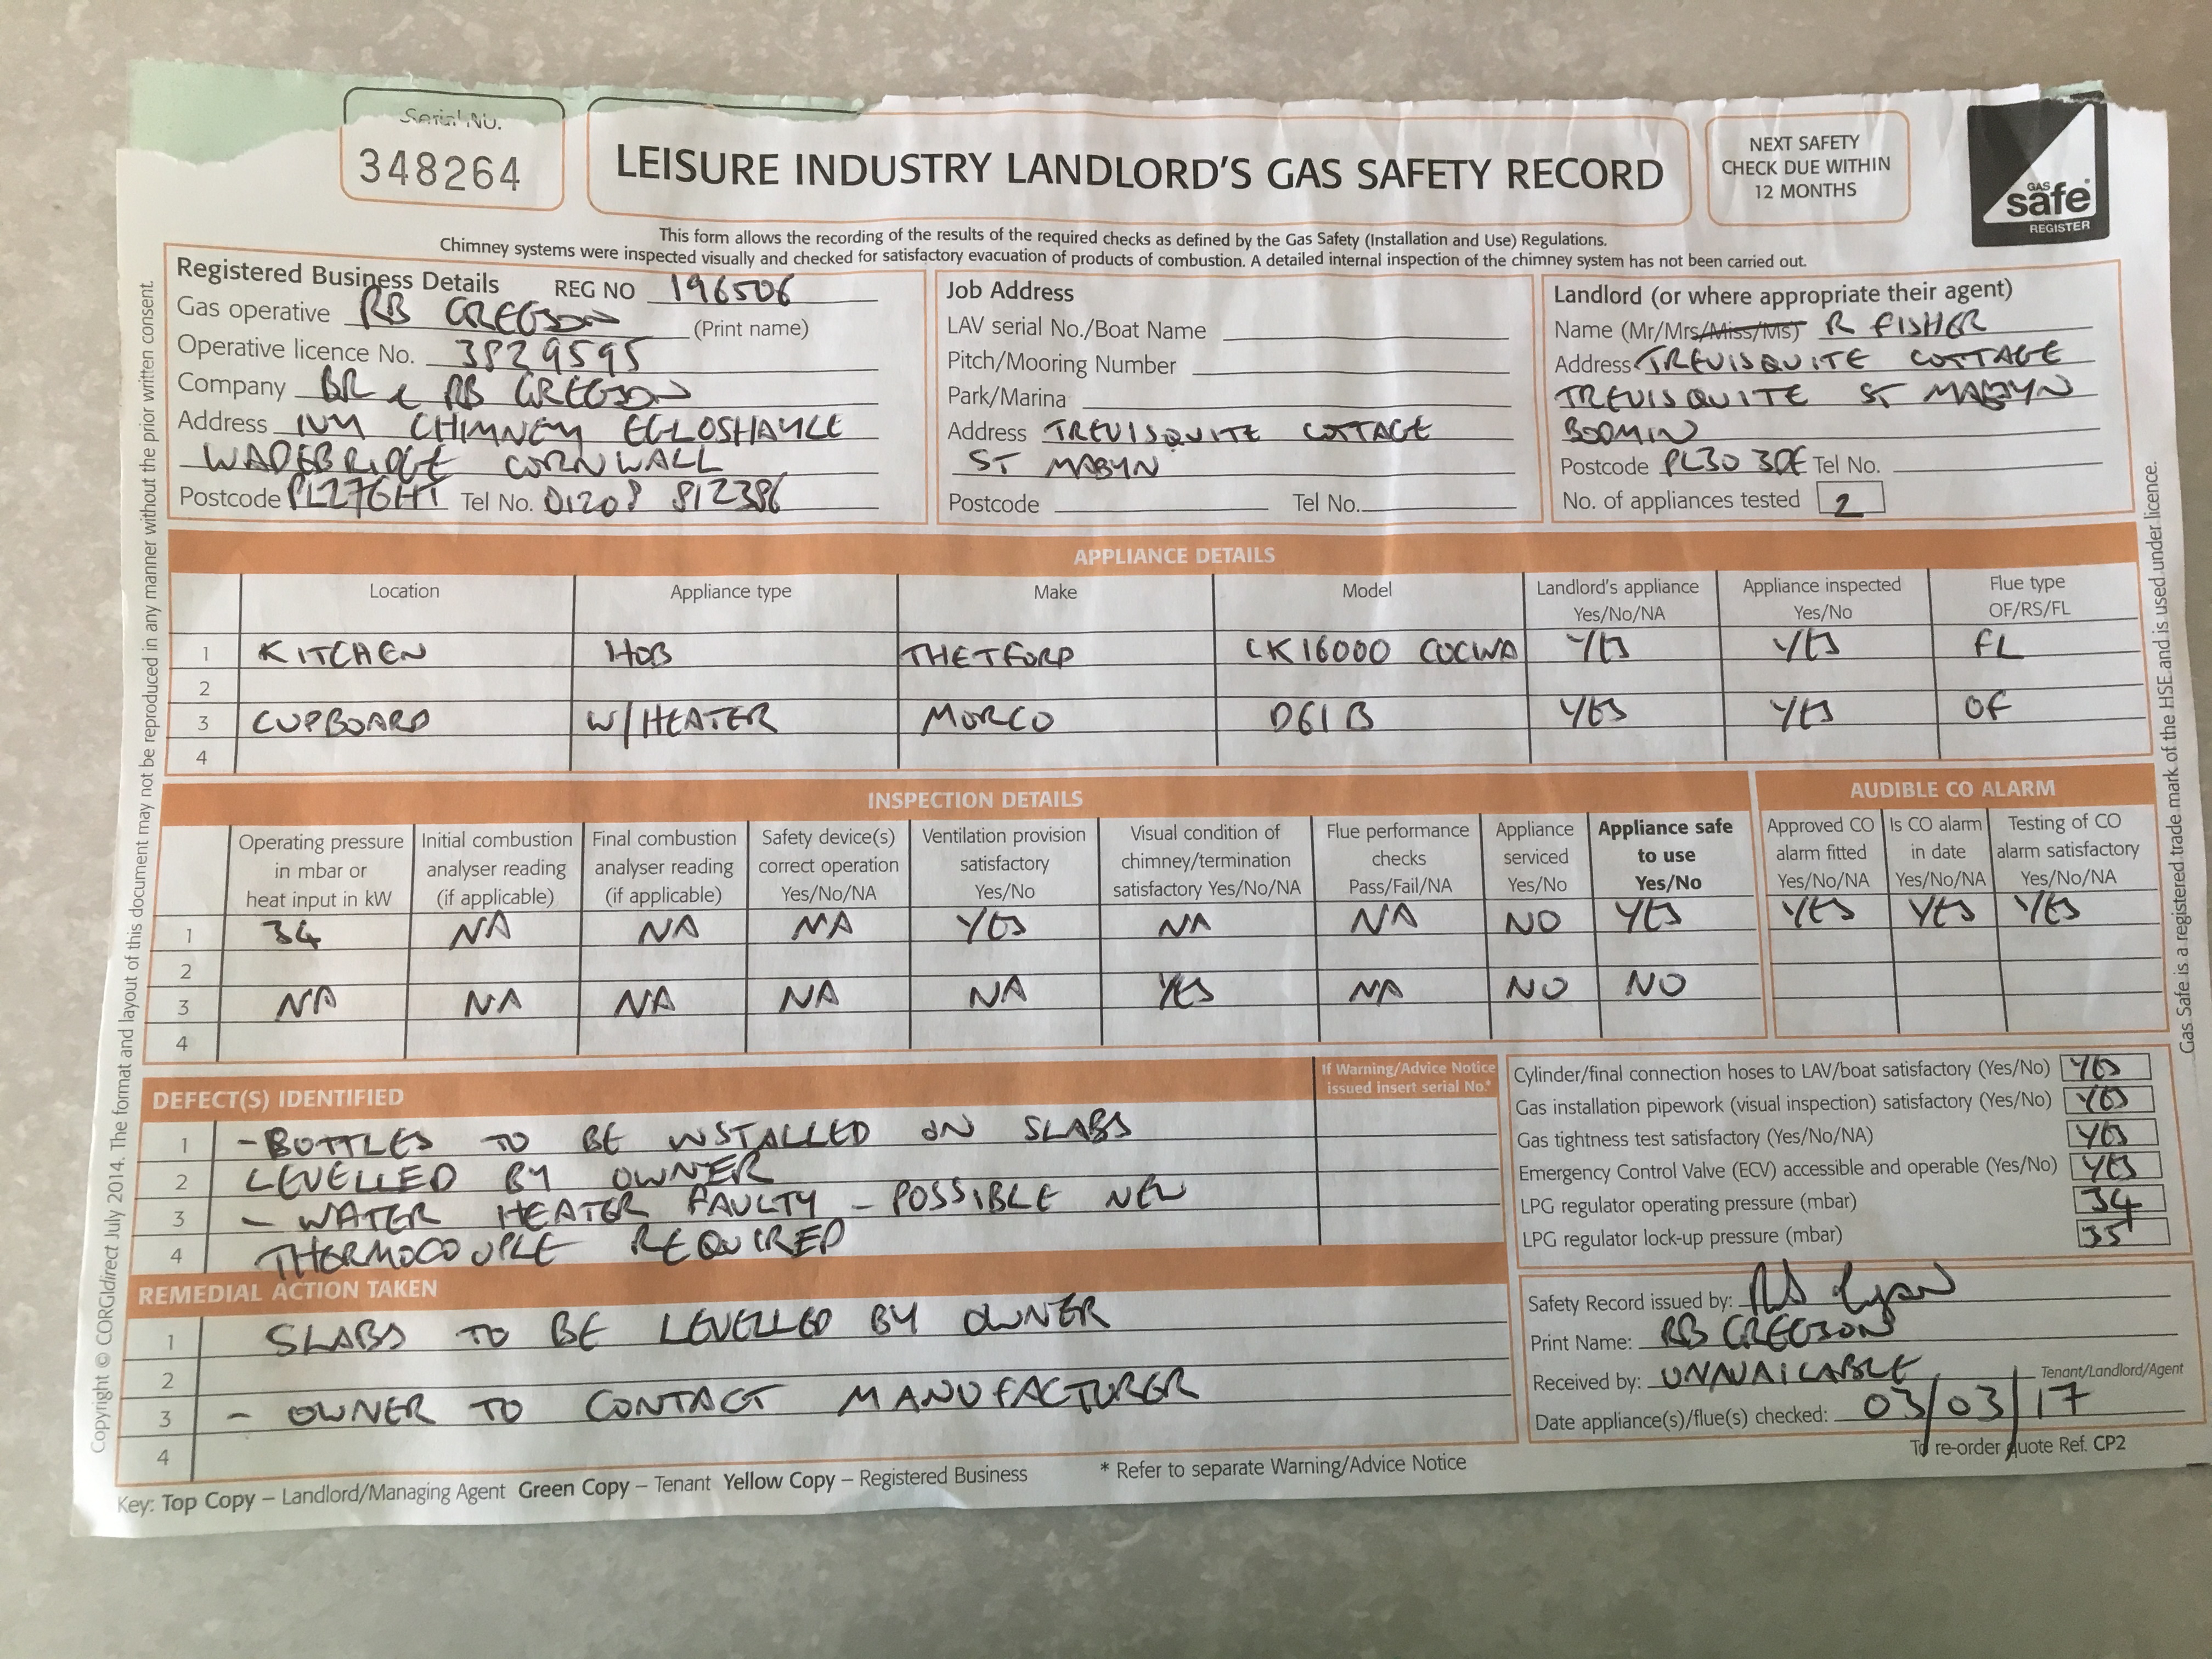 Serial No.
348264
LEISURE INDUSTRY LANDLORD'S GAS SAFETY RECORD
NEXT SAFETY
CHECK DUE WITHIN
12 MONTHS
GAS
safe
REGISTER
This form allows the recording of the results of the required checks as defined by the Gas Safety (Installation and Use) Regulations.
Chimney systems were inspected visually and checked for satisfactory evacuation of products of combustion. A detailed internal inspection of the chimney system has not been carried out.
Registered Business Details REG NO 196506
Gas operative RB GREGSON (Print name)
Operative licence No. 3829595
Company BR & RB GREGSON
Address IVY CHIMNEY EGLOSHAYLE
WADEBRIDGE CORNWALL
Postcode PL27 6HT Tel No. 01208 812386
Job Address
LAV serial No./Boat Name
Pitch/Mooring Number
Park/Marina
Address TREVISQUITE COTTAGE
ST MABYN
Postcode Tel No.
Landlord (or where appropriate their agent)
Name (Mr/Mrs/Miss/Ms) R FISHER
Address TREVISQUITE COTTAGE
TREVISQUITE ST MABYN
BODMIN
Postcode PL30 3DE Tel No.
No. of appliances tested 2
APPLIANCE DETAILS
Location Appliance type Make Model Landlord's appliance Yes/No/NA Appliance inspected Yes/No Flue type OF/RS/FL
1 KITCHEN HOB THETFORD CK16000 COCWA YES YES FL
2
3 CUPBOARD W/HEATER MORCO D61B YES YES OF
4
INSPECTION DETAILS
AUDIBLE CO ALARM
Operating pressure in mbar or heat input in kW Initial combustion analyser reading (if applicable) Final combustion analyser reading (if applicable) Safety device(s) correct operation Yes/No/NA Ventilation provision satisfactory Yes/No Visual condition of chimney/termination satisfactory Yes/No/NA Flue performance checks Pass/Fail/NA Appliance serviced Yes/No Appliance safe to use Yes/No Approved CO alarm fitted Yes/No/NA Is CO alarm in date Yes/No/NA Testing of CO alarm satisfactory Yes/No/NA
1 34 NA NA NA YES NA NA NO YES YES YES YES
2
3 NA NA NA NA NA YES NA NO NO
4
DEFECT(S) IDENTIFIED
If Warning/Advice Notice
issued insert serial No.*
1 - BOTTLES TO BE INSTALLED ON SLABS
2 LEVELLED BY OWNER
3 - WATER HEATER FAULTY - POSSIBLE NEW
4 THERMOCOUPLE REQUIRED
REMEDIAL ACTION TAKEN
1 SLABS TO BE LEVELLED BY OWNER
2
3 - OWNER TO CONTACT MANUFACTURER
4
Cylinder/final connection hoses to LAV/boat satisfactory (Yes/No) YES
Gas installation pipework (visual inspection) satisfactory (Yes/No) YES
Gas tightness test satisfactory (Yes/No/NA) YES
Emergency Control Valve (ECV) accessible and operable (Yes/No) YES
LPG regulator operating pressure (mbar) 34
LPG regulator lock-up pressure (mbar) 35
Safety Record issued by:
Print Name: RB GREGSON
Received by: UNAVAILABLE Tenant/Landlord/Agent
Date appliance(s)/flue(s) checked: 03/03/17
To re-order quote Ref. CP2
Key: Top Copy – Landlord/Managing Agent Green Copy – Tenant Yellow Copy – Registered Business
* Refer to separate Warning/Advice Notice
Copyright © CORGIdirect July 2014. The format and layout of this document may not be reproduced in any manner without the prior written consent.
Gas Safe is a registered trade mark of the HSE and is used under licence.